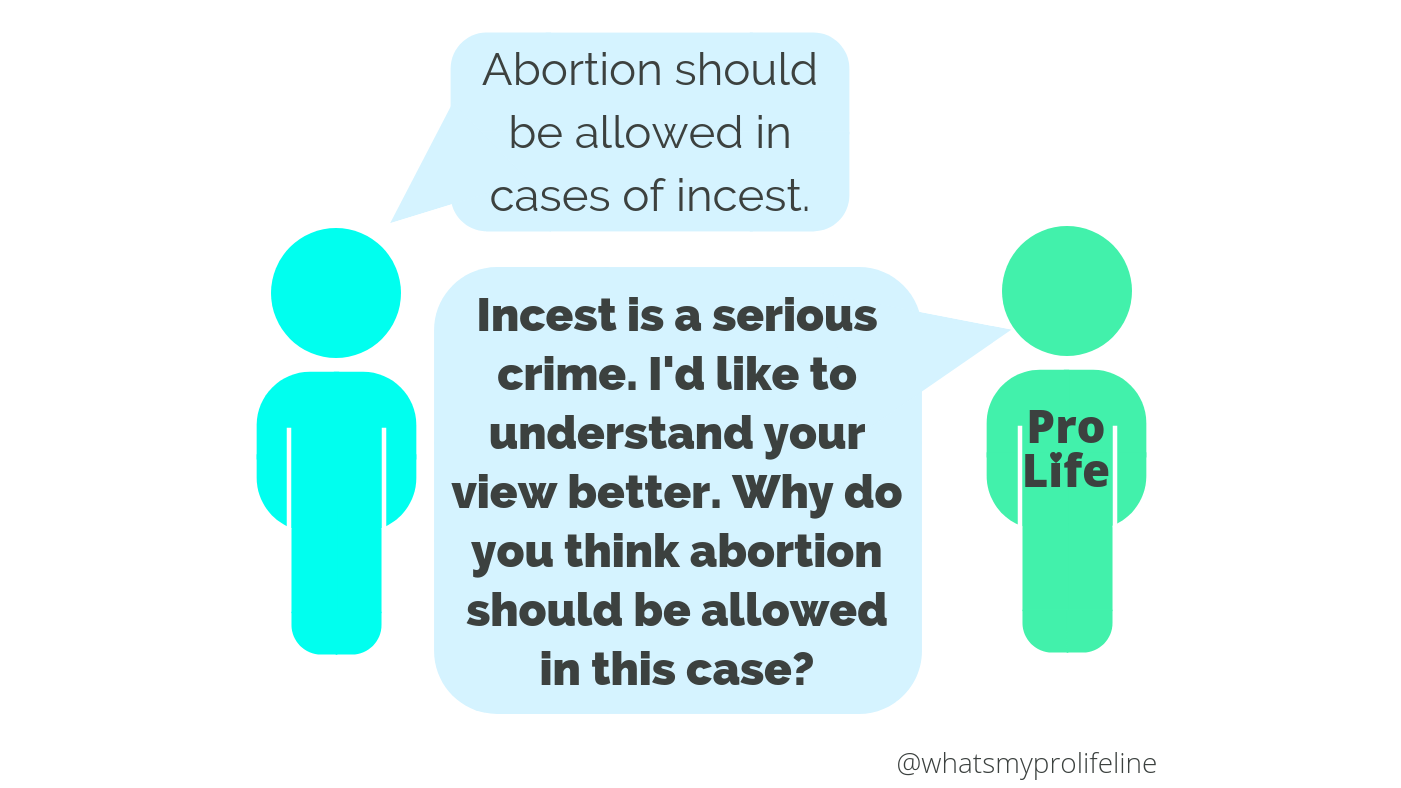 Abortion should
be allowed in
cases of incest.
Incest is a serious
crime. I'd like to
understand your
view better. Why do
you think abortion
should be allowed
in this case?
Pro
Life
@whatsmyprolifeline